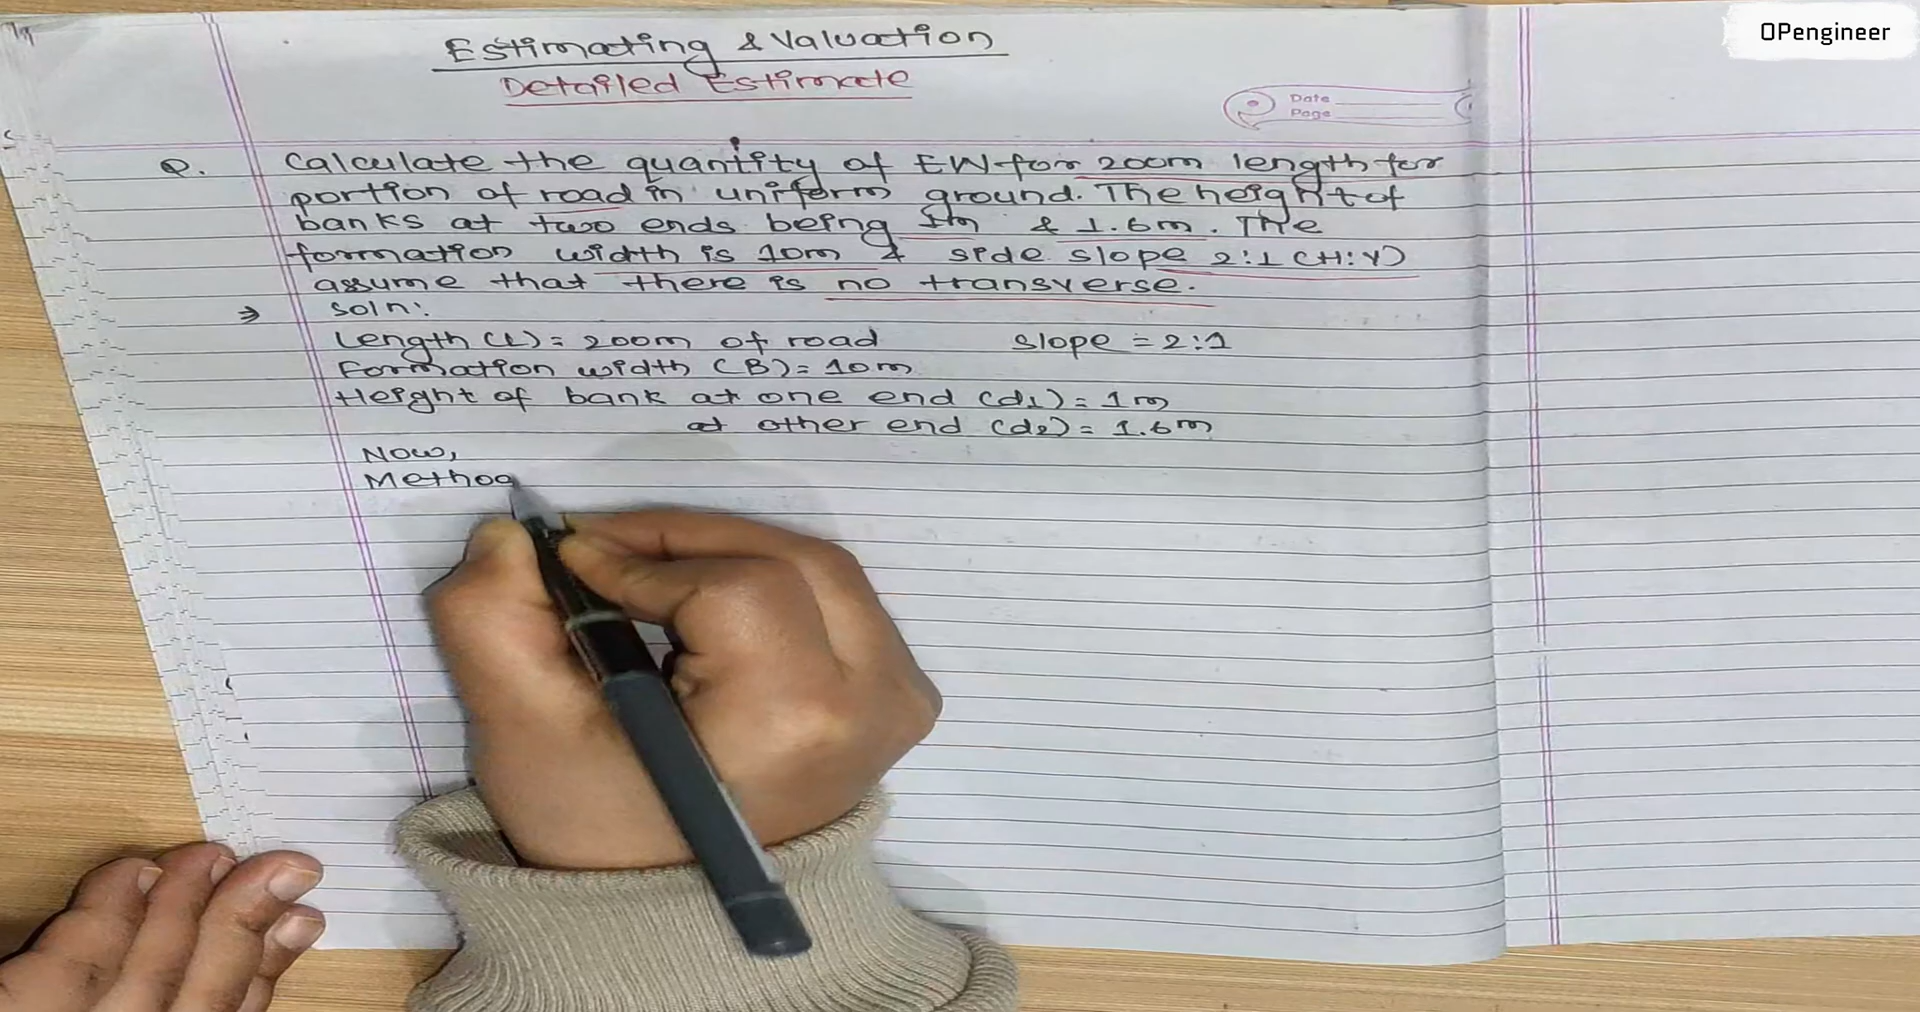 OPengineer
Estimating & Valuation
Detailed Estimate
Date
Page
Q. Calculate the quantity of EW for 200m length for
portion of road in uniform ground. The height of
banks at two ends being 1m & 1.6m. The
formation width is 10m & side slope 2:1 (H:V)
assume that there is no transverse.
⇒ Soln:
Length (L) = 200m of road slope = 2:1
Formation width (B) = 10m
Height of bank at one end (d1) = 1m
at other end (d2) = 1.6m
Now,
Method